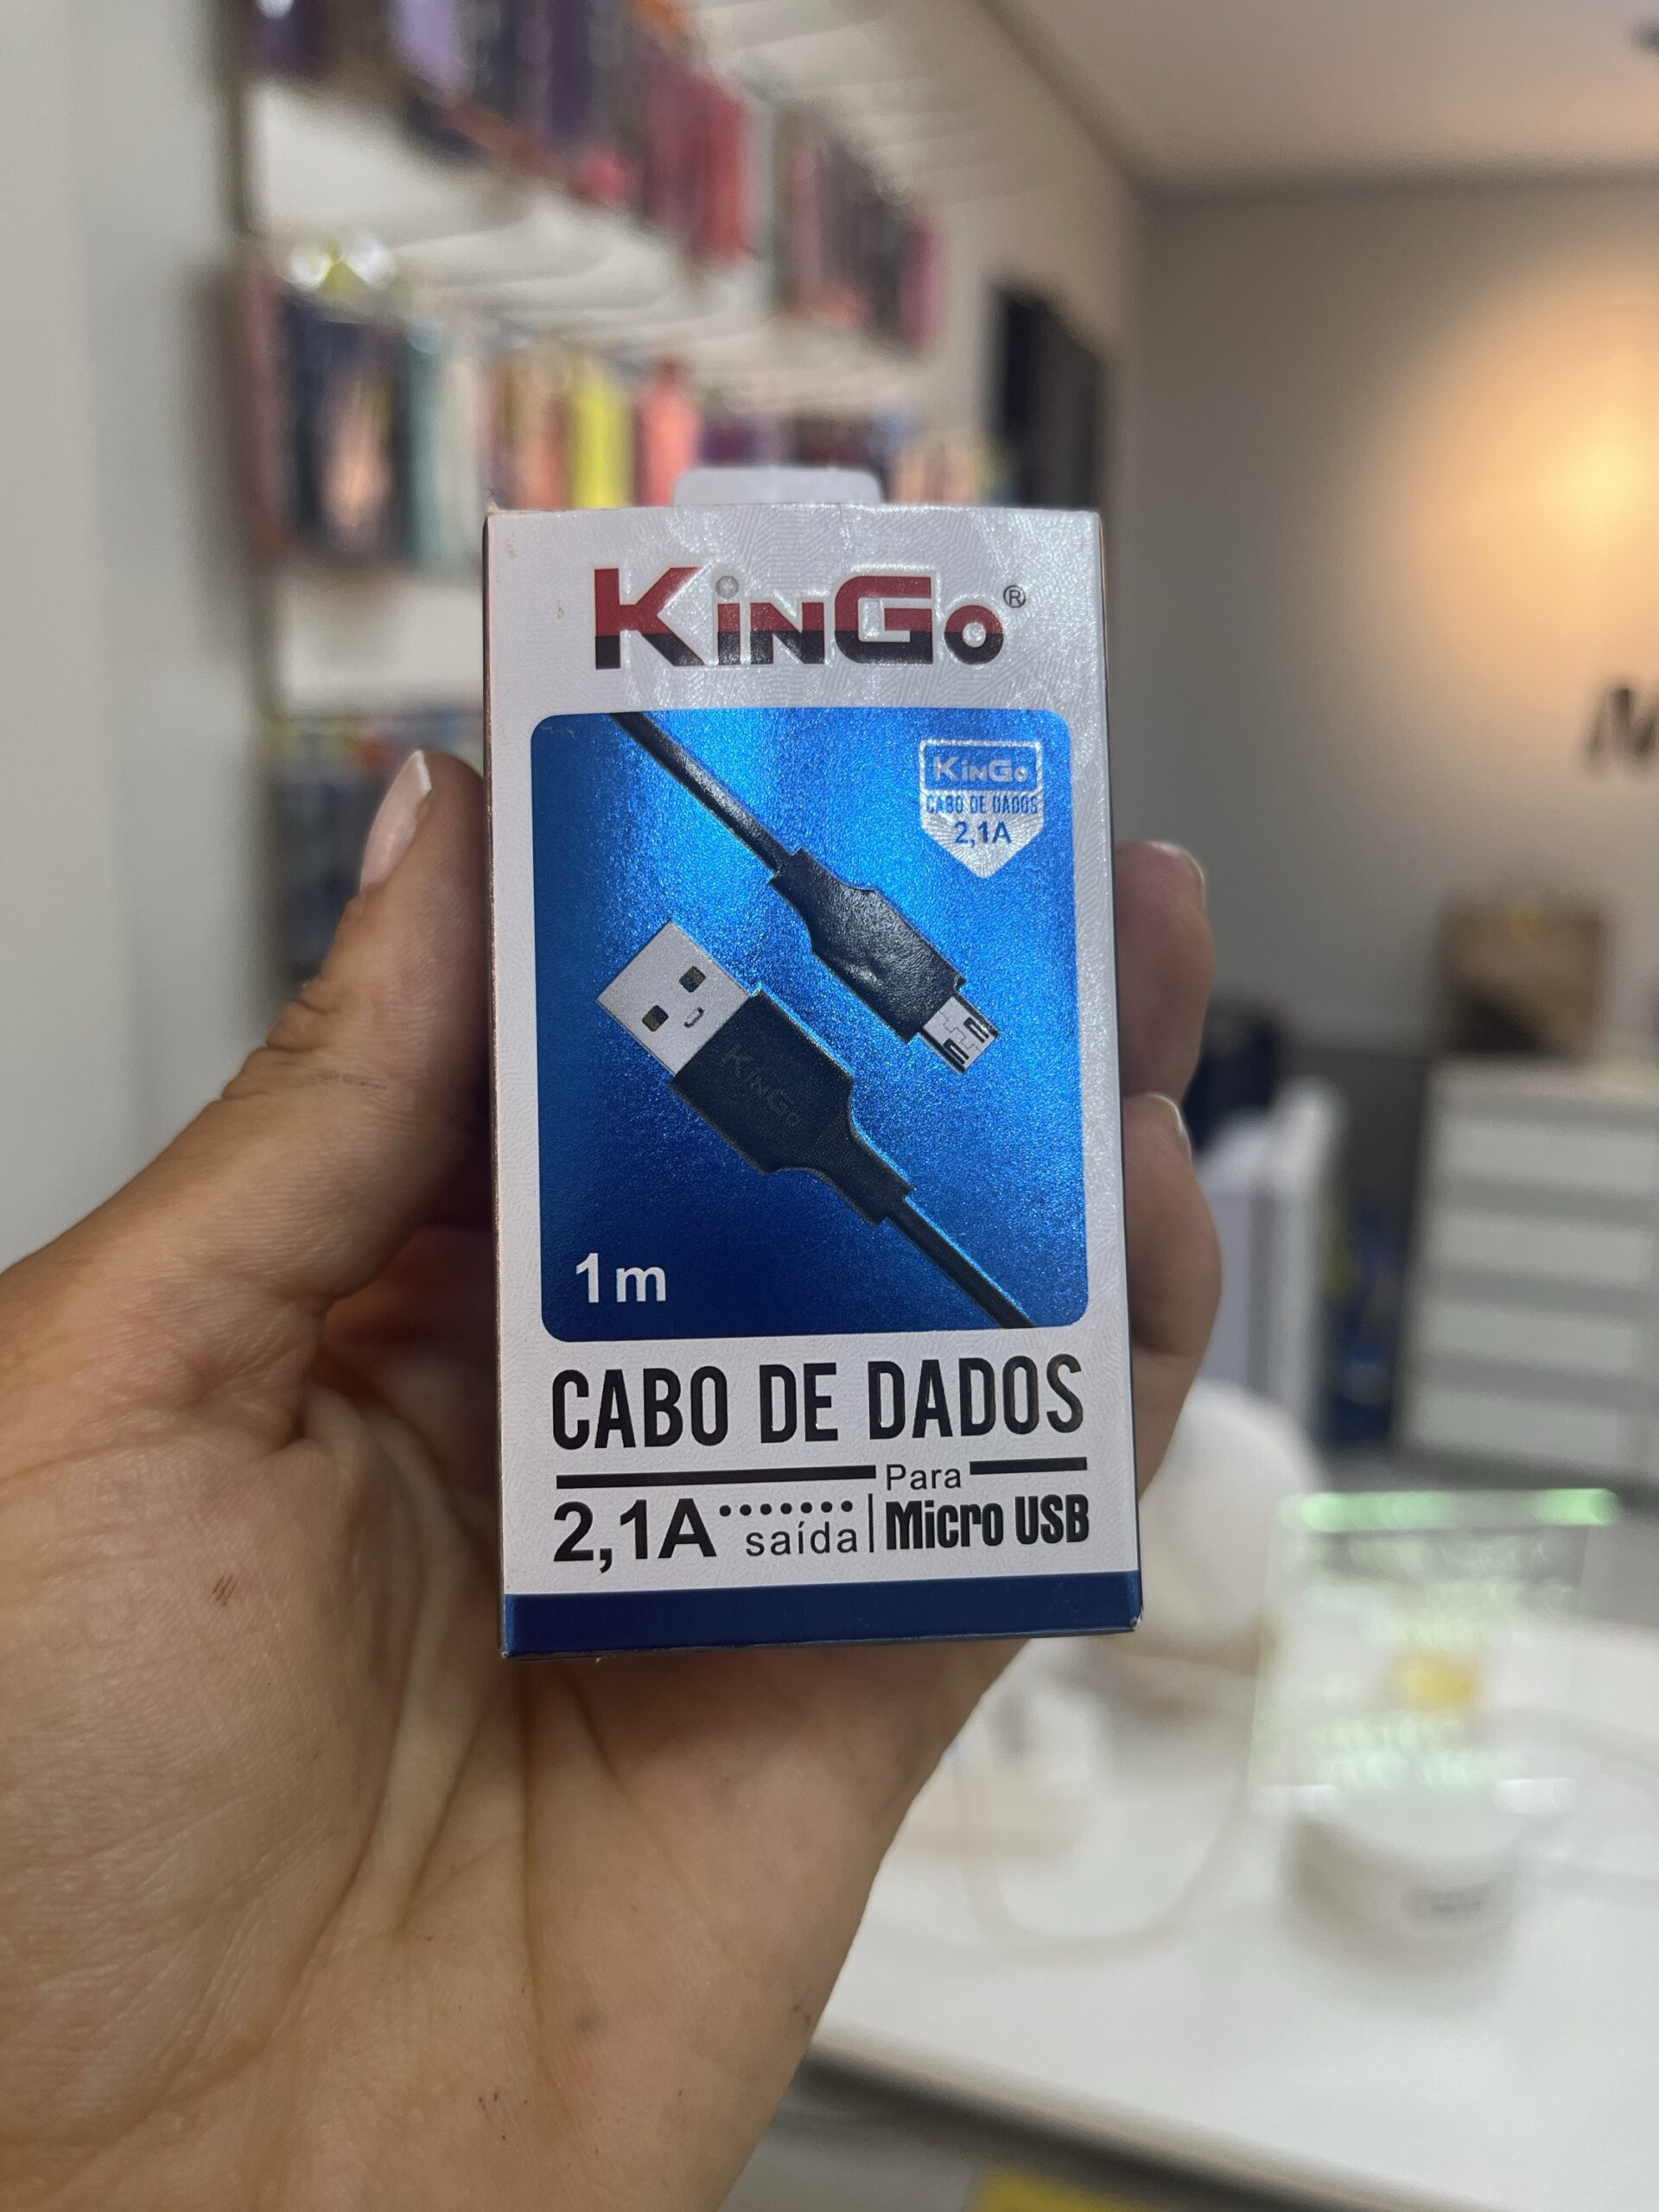 KinGo®
KinGo
CABO DE DADOS
2,1A
KinGo
1m
CABO DE DADOS
Para
2,1A saída Micro USB
M